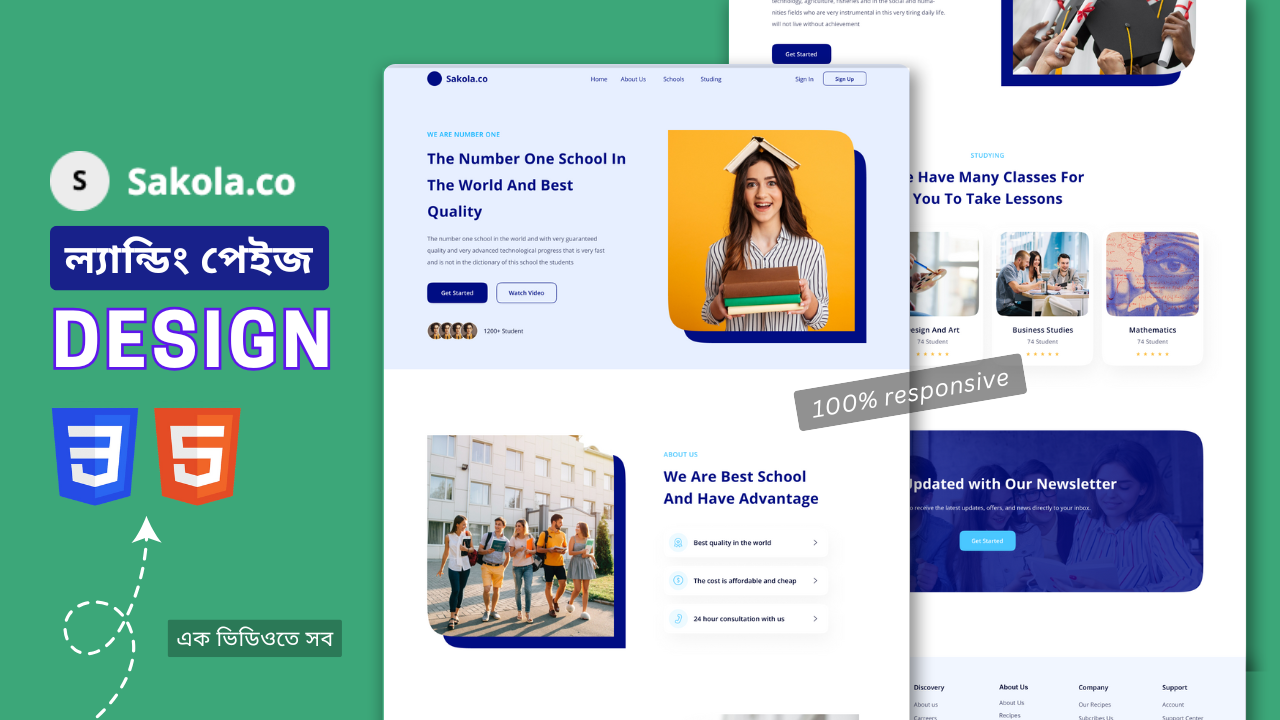 S
Sakola.co
ল্যান্ডিং পেইজ
DESIGN
3
5
এক ভিডিওতে সব
Sakola.co
Home
About Us
Schools
Studing
Sign In
Sign Up
WE ARE NUMBER ONE
The Number One School In
The World And Best
Quality
The number one school in the world and with very guaranteed
quality and very advanced technological progress that is very fast
and is not in the dictionary of this school the students
Get Started
Watch Video
1200+ Student
ABOUT US
We Are Best School
And Have Advantage
Best quality in the world
The cost is affordable and cheap
24 hour consultation with us
100% responsive
technology, agriculture, fisheries and in the social and huma-
nities fields who are very instrumental in this very tiring daily life.
will not live without achievement
Get Started
STUDYING
e Have Many Classes For
You To Take Lessons
esign And Art
74 Student
Business Studies
74 Student
Mathematics
74 Student
Updated with Our Newsletter
o receive the latest updates, offers, and news directly to your inbox.
Get Started
Discovery
About us
Careers
About Us
About Us
Recipes
Company
Our Recipes
Subcribes Us
Support
Account
Support Center